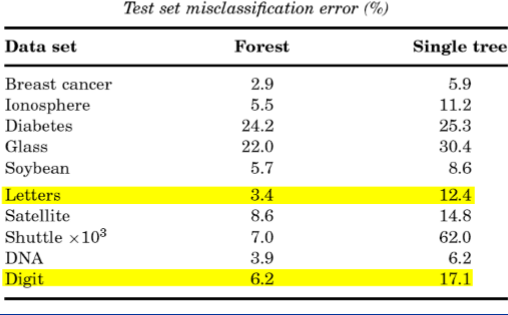 Test set misclassification error (%)
Data set Forest Single tree
Breast cancer 2.9 5.9
Ionosphere 5.5 11.2
Diabetes 24.2 25.3
Glass 22.0 30.4
Soybean 5.7 8.6
Letters 3.4 12.4
Satellite 8.6 14.8
Shuttle ×10³ 7.0 62.0
DNA 3.9 6.2
Digit 6.2 17.1